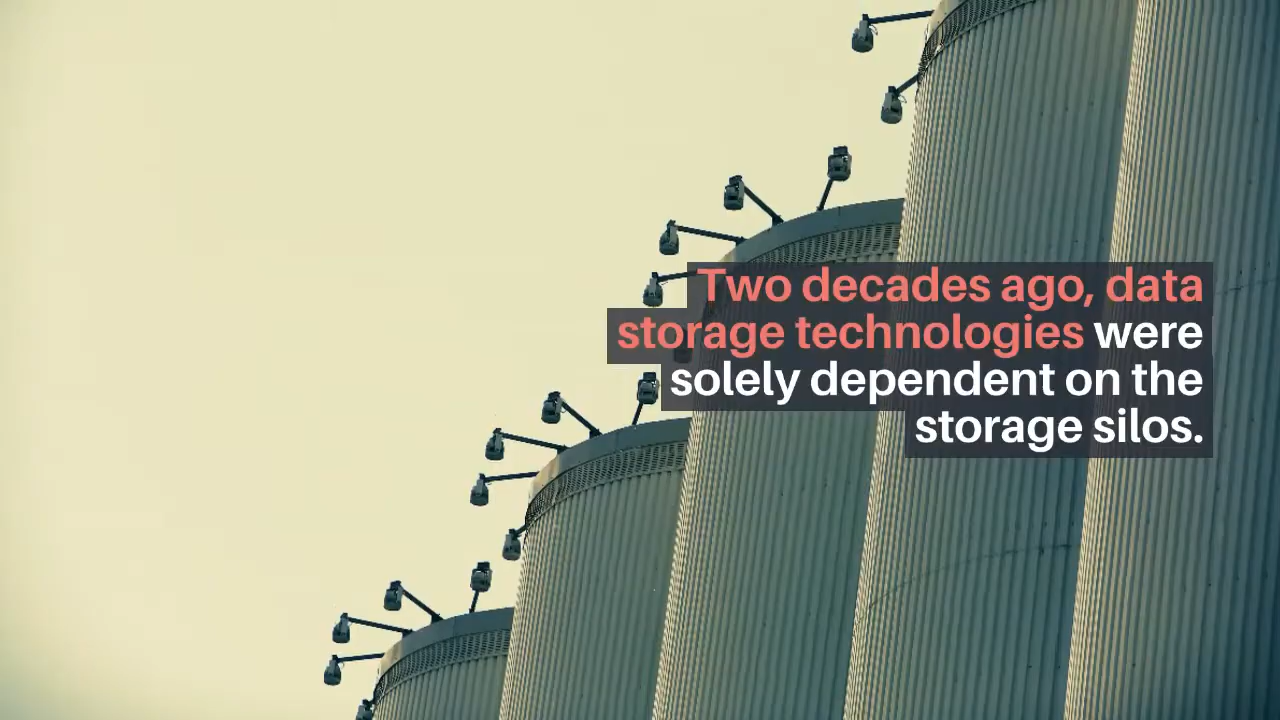 Two decades ago, data
storage technologies were
solely dependent on the
storage silos.